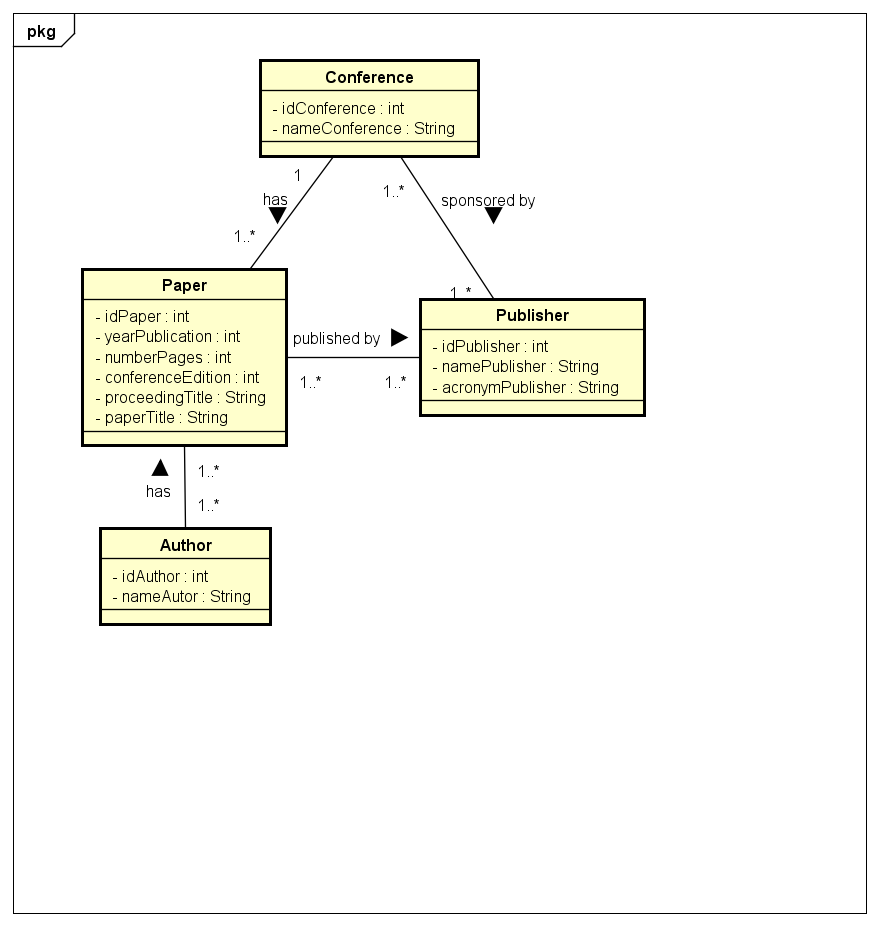 pkg
Conference
- idConference : int
- nameConference : String
1
1..*
has
sponsored by
1..*
1..*
Paper
- idPaper : int
- yearPublication : int
- numberPages : int
- conferenceEdition : int
- proceedingTitle : String
- paperTitle : String
published by
1..*
1..*
Publisher
- idPublisher : int
- namePublisher : String
- acronymPublisher : String
1..*
has
1..*
Author
- idAuthor : int
- nameAutor : String